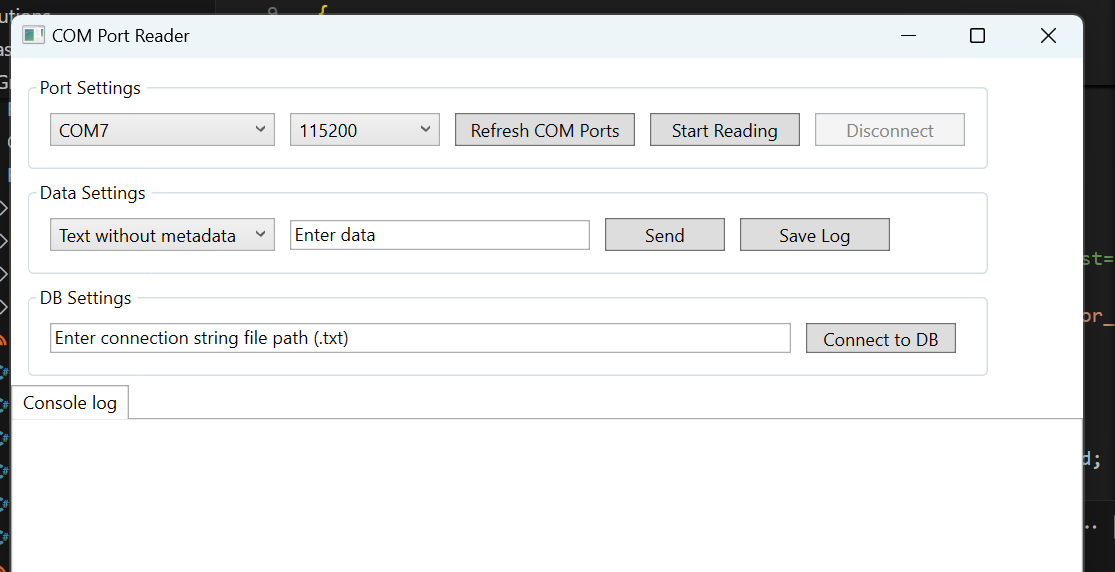 COM Port Reader
Port Settings
COM7 115200 Refresh COM Ports Start Reading Disconnect
Data Settings
Text without metadata Enter data Send Save Log
DB Settings
Enter connection string file path (.txt) Connect to DB
Console log